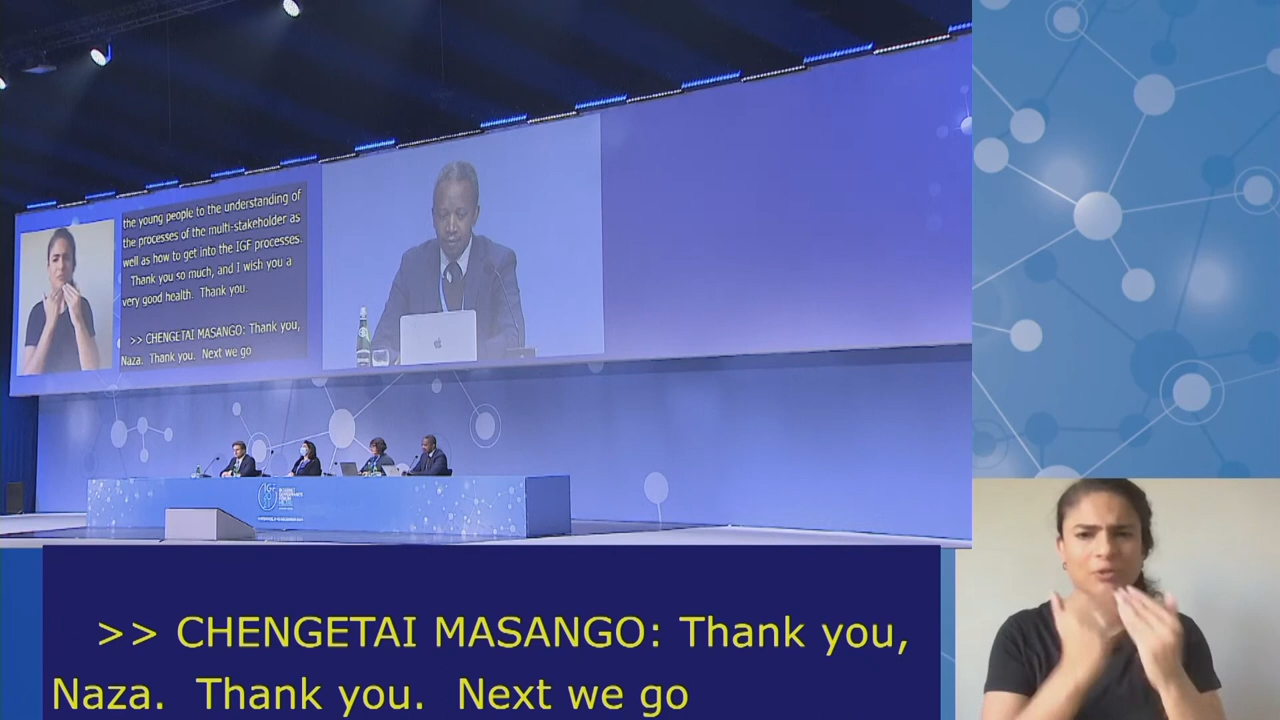 the young people to the understanding of
the processes of the multi-stakeholder as
well as how to get into the IGF processes.
Thank you so much, and I wish you a
very good health. Thank you.
>> CHENGETAI MASANGO: Thank you,
Naza. Thank you. Next we go
>> CHENGETAI MASANGO: Thank you,
Naza. Thank you. Next we go